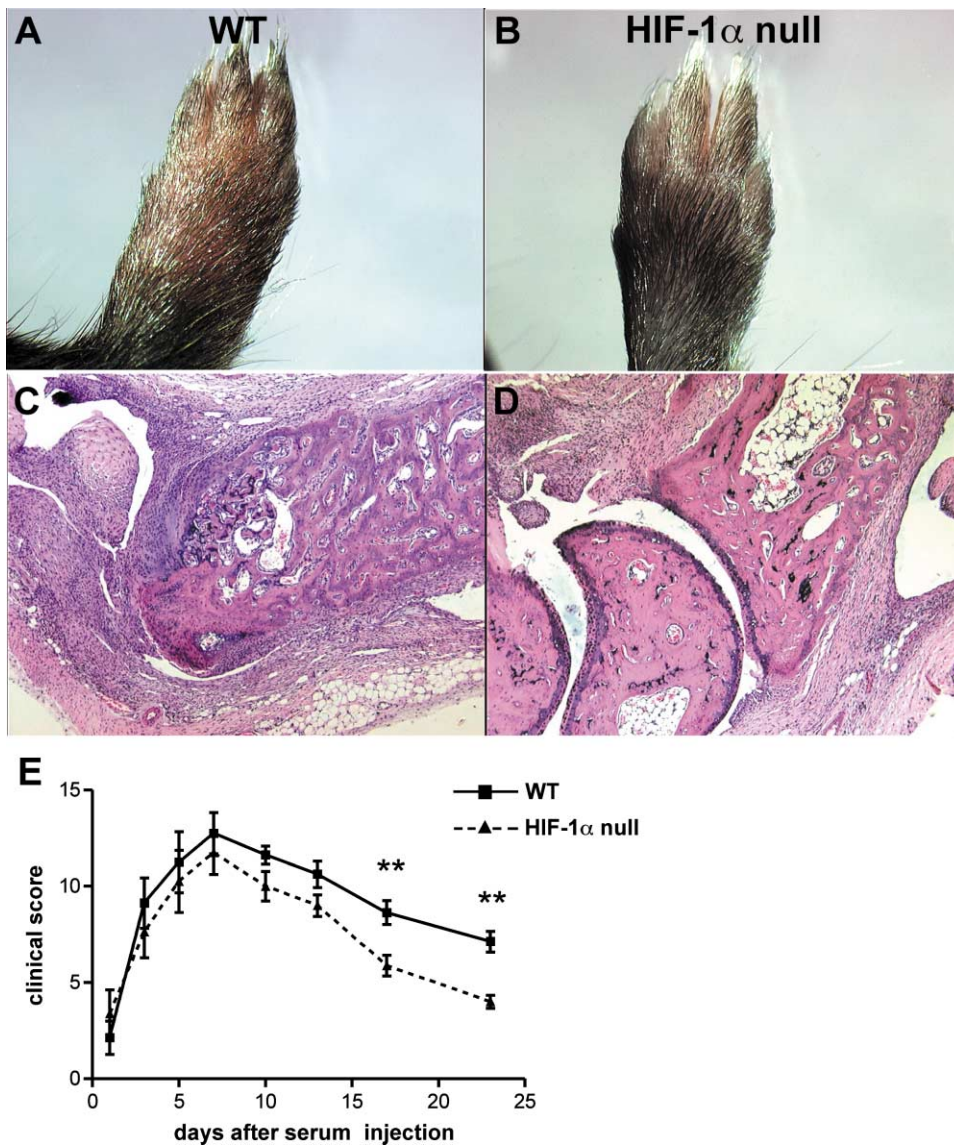 A WT
B HIF-1α null
C
D
E
WT
HIF-1α null
15
10
5
0
clinical score
**
**
0 5 10 15 20 25
days after serum injection